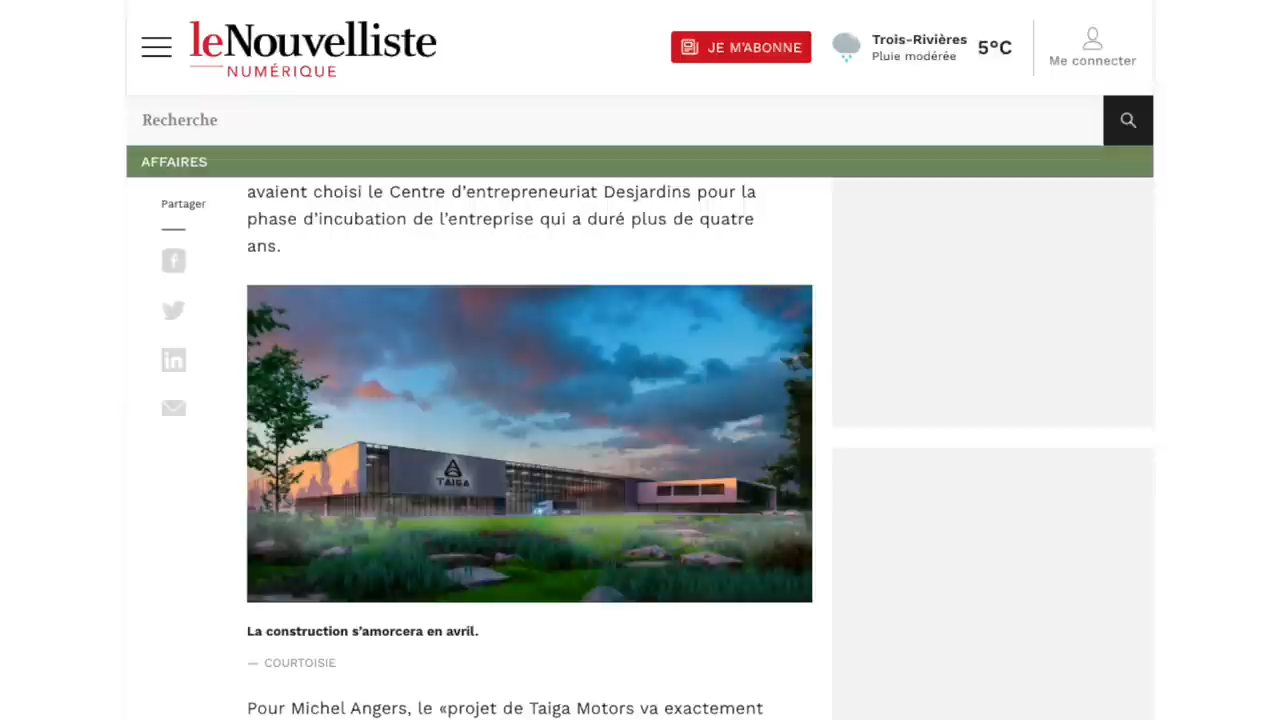 leNouvelliste
NUMÉRIQUE
JE M'ABONNE
Trois-Rivières
Pluie modérée
5°C
Me connecter
Recherche
AFFAIRES
Partager
avaient choisi le Centre d’entrepreneuriat Desjardins pour la
phase d’incubation de l’entreprise qui a duré plus de quatre
ans.
TAIGA
La construction s’amorcera en avril.
— COURTOISIE
Pour Michel Angers, le «projet de Taiga Motors va exactement